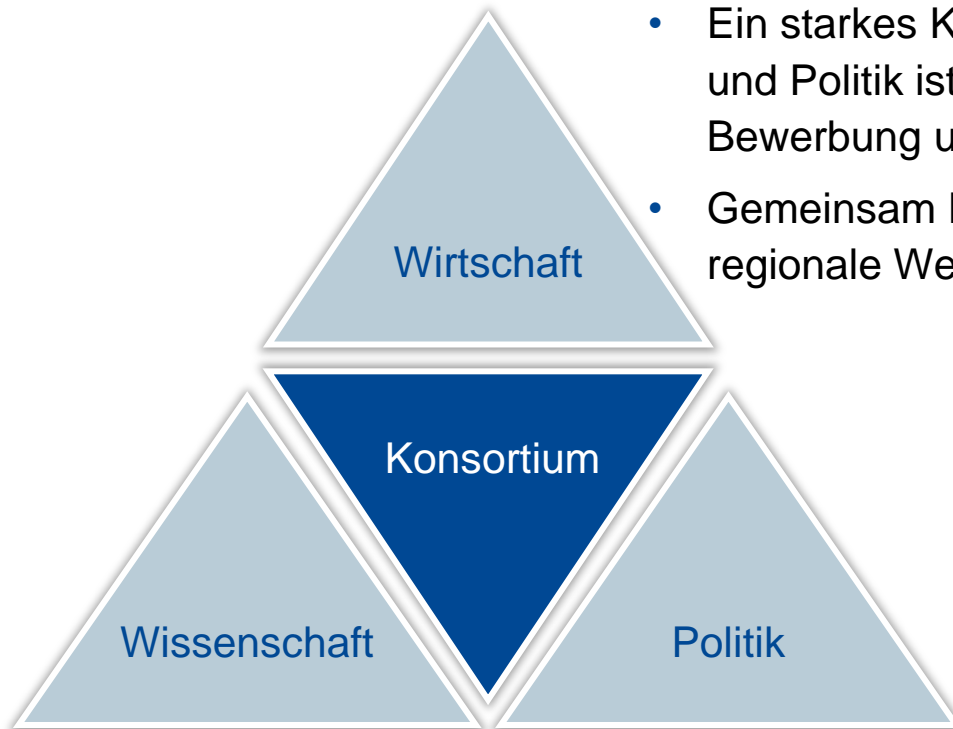 • Ein starkes
und Politik ist
Bewerbung
• Gemeinsam
regionale
Wirtschaft
Konsortium
Wissenschaft
Politik